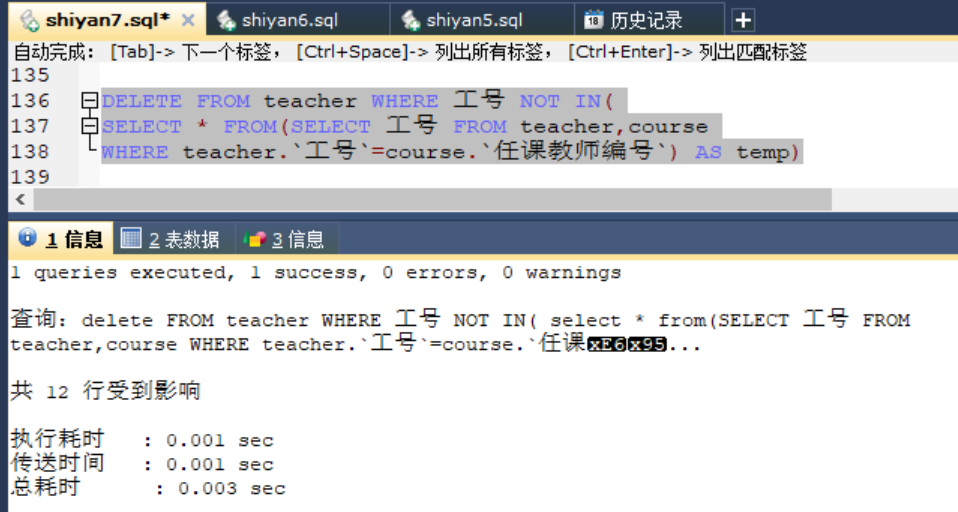 shiyan7.sql* × shiyan6.sql shiyan5.sql 18 历史记录 +
自动完成： [Tab]-> 下一个标签， [Ctrl+Space]-> 列出所有标签， [Ctrl+Enter]-> 列出匹配标签
135
136 DELETE FROM teacher WHERE 工号 NOT IN(
137 SELECT * FROM(SELECT 工号 FROM teacher,course
138 WHERE teacher.`工号`=course.`任课教师编号`) AS temp)
139
1 信息 2 表数据 3 信息
1 queries executed, 1 success, 0 errors, 0 warnings
查询: delete FROM teacher WHERE 工号 NOT IN( select * from(SELECT 工号 FROM
teacher,course WHERE teacher.`工号`=course.`任课xE6x95...
共 12 行受到影响
执行耗时 : 0.001 sec
传送时间 : 0.001 sec
总耗时 : 0.003 sec